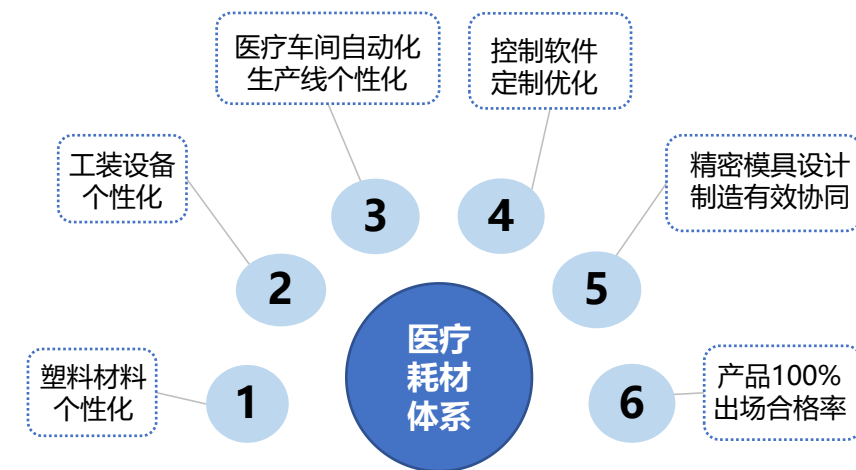 医疗车间自动化
生产线个性化
控制软件
定制优化
工装设备
个性化
精密模具设计
制造有效协同
3
4
2
5
医疗
耗材
体系
塑料材料
个性化
1
6
产品100%
出场合格率